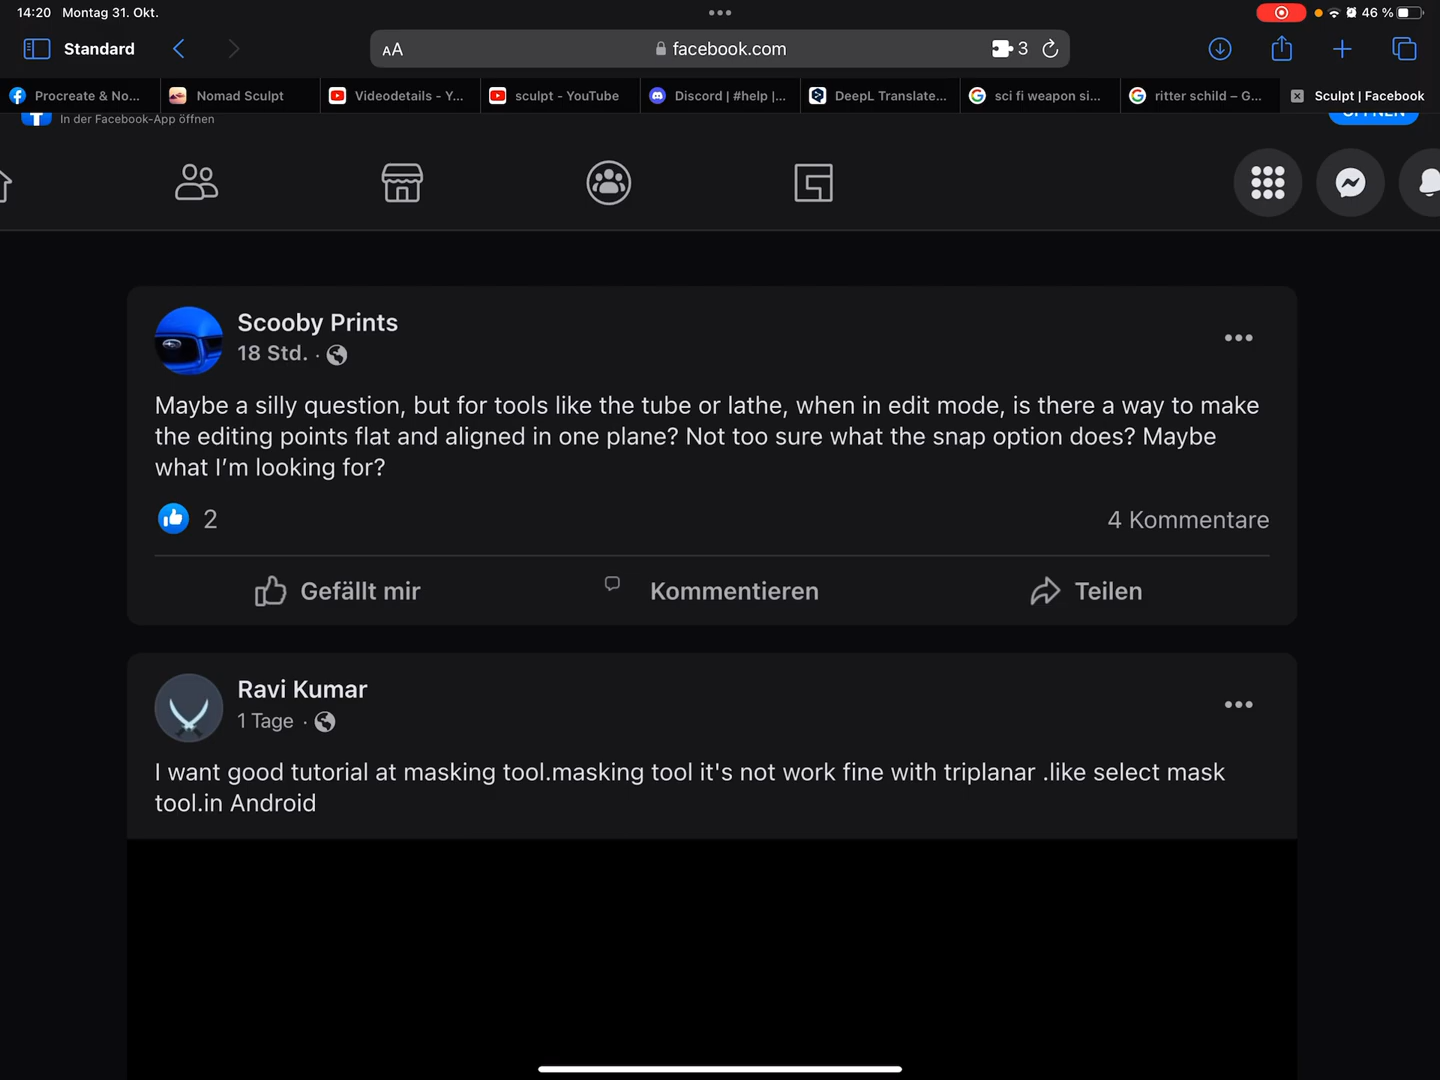 14:20 Montag 31. Okt.
46 %
Standard
AA
facebook.com
3
Procreate & No...
Nomad Sculpt
Videodetails - Y...
sculpt - YouTube
Discord | #help |...
DeepL Translate...
sci fi weapon si...
ritter schild – G...
Sculpt | Facebook
In der Facebook-App öffnen
ÖFFNEN
Scooby Prints
18 Std. ·
Maybe a silly question, but for tools like the tube or lathe, when in edit mode, is there a way to make
the editing points flat and aligned in one plane? Not too sure what the snap option does? Maybe
what I’m looking for?
2
4 Kommentare
Gefällt mir
Kommentieren
Teilen
Ravi Kumar
1 Tage ·
I want good tutorial at masking tool.masking tool it's not work fine with triplanar .like select mask
tool.in Android